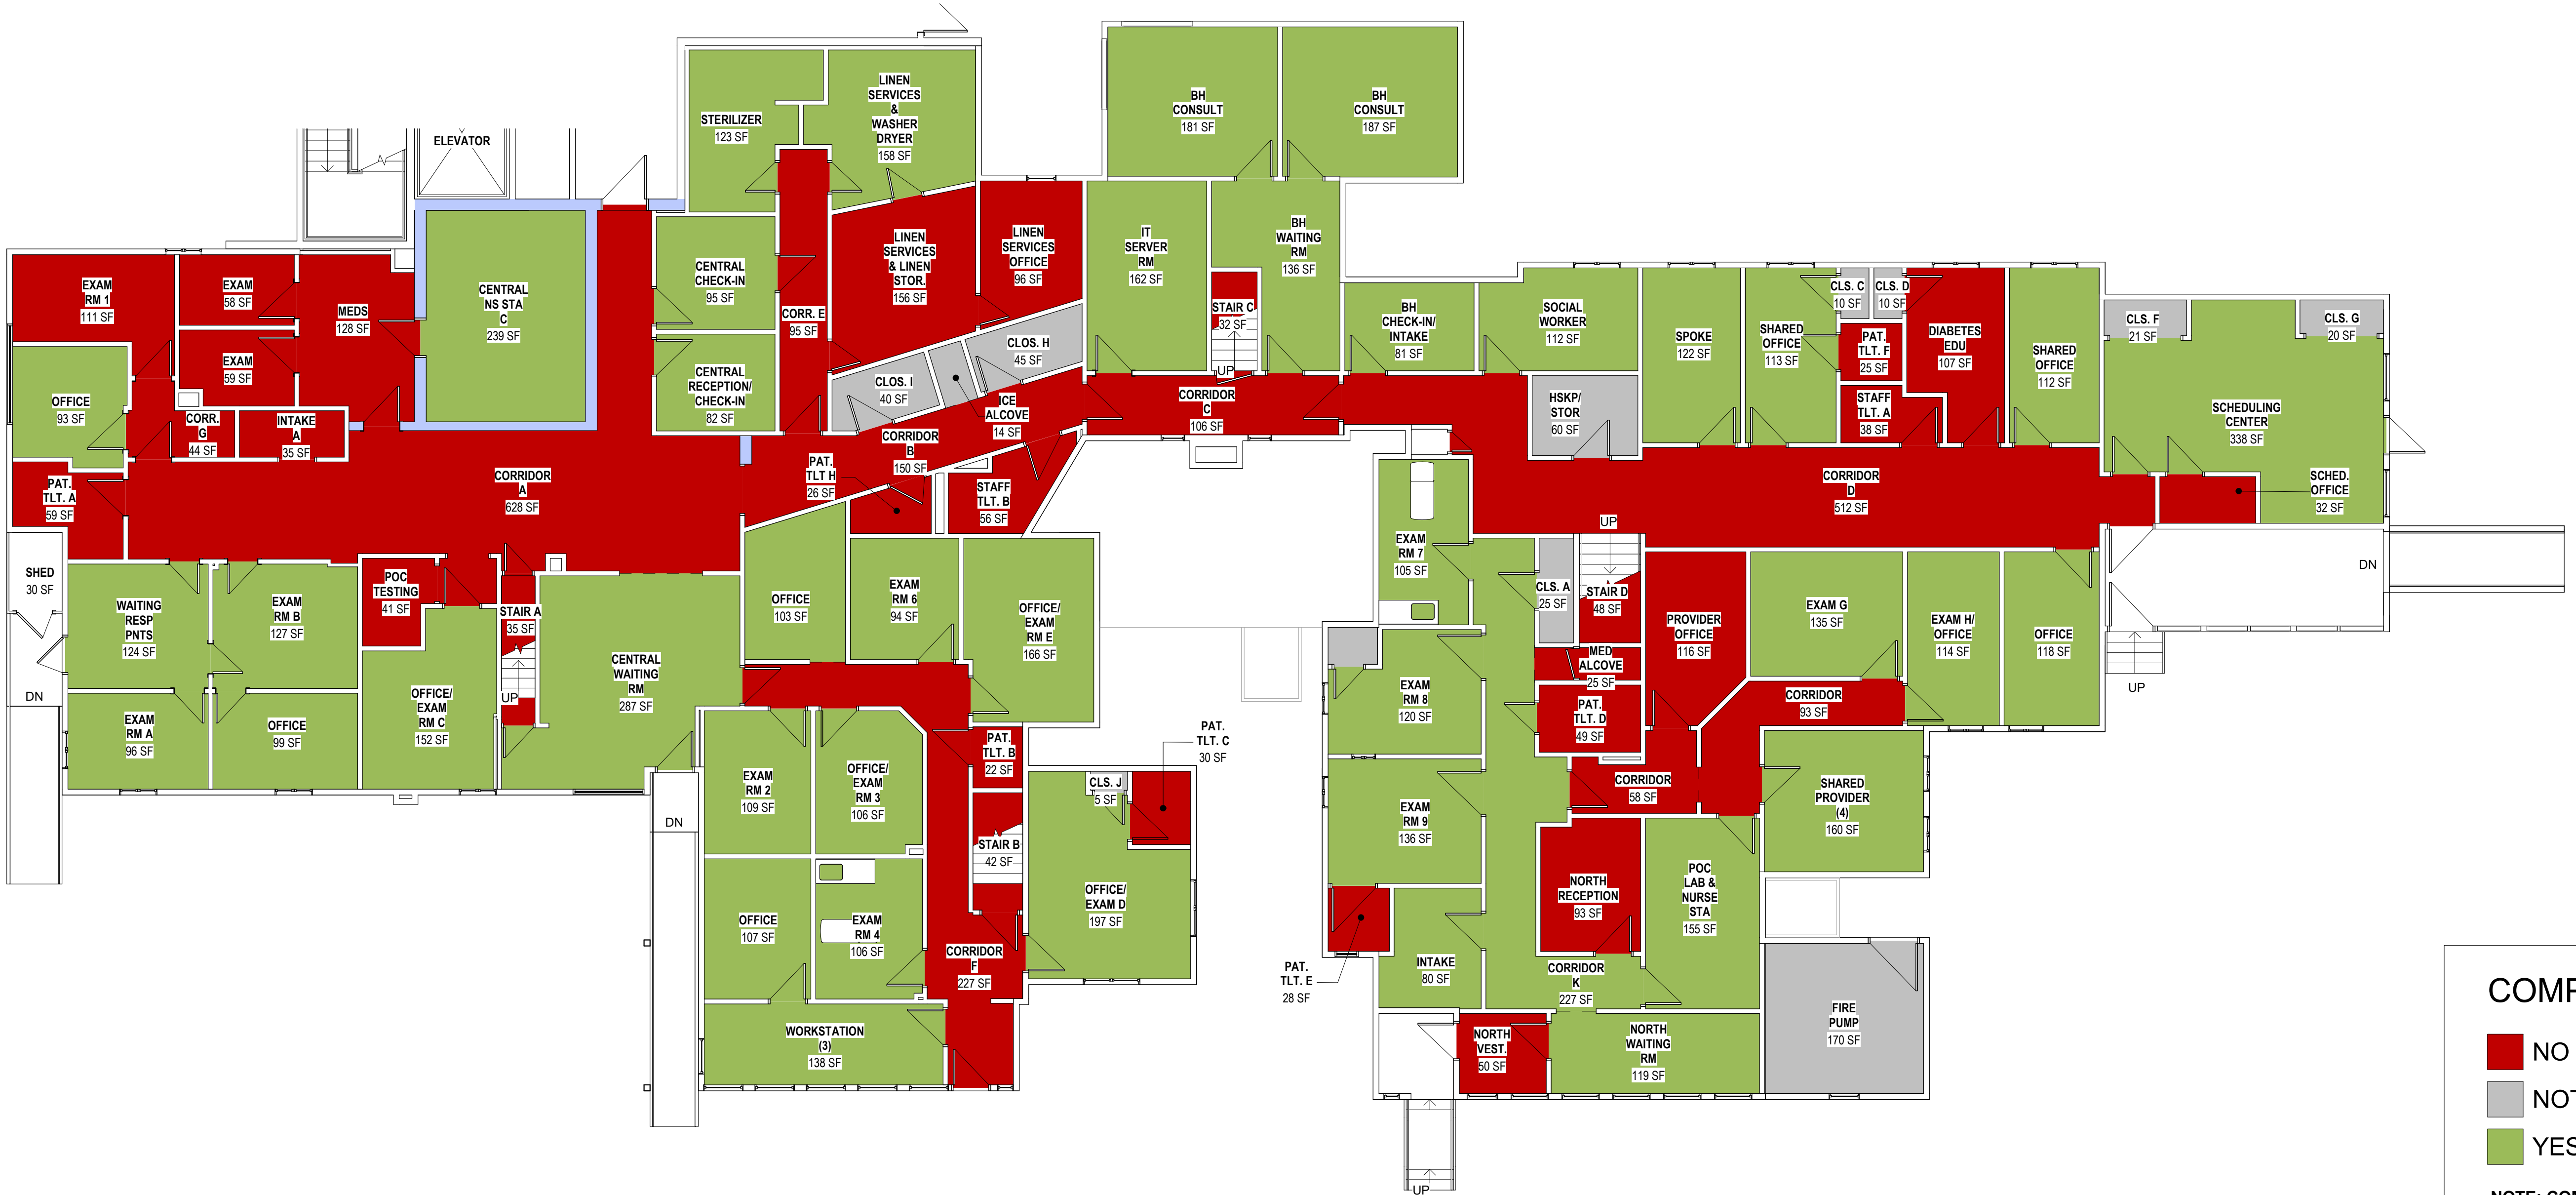 ELEVATOR
STERILIZER
123 SF
LINEN
SERVICES
&
WASHER
DRYER
158 SF
BH
CONSULT
181 SF
BH
CONSULT
187 SF
EXAM
RM 1
111 SF
EXAM
58 SF
EXAM
59 SF
MEDS
128 SF
CENTRAL
NS STA
C
239 SF
CENTRAL
CHECK-IN
95 SF
CENTRAL
RECEPTION/
CHECK-IN
82 SF
CORR. E
95 SF
LINEN
SERVICES
& LINEN
STOR.
156 SF
LINEN
SERVICES
OFFICE
96 SF
IT
SERVER
RM
162 SF
BH
WAITING
RM
136 SF
STAIR C
32 SF
UP
BH
CHECK-IN/
INTAKE
81 SF
SOCIAL
WORKER
112 SF
SPOKE
122 SF
SHARED
OFFICE
113 SF
CLS. C
10 SF
CLS. D
10 SF
PAT.
TLT. F
25 SF
STAFF
TLT. A
38 SF
DIABETES
EDU
107 SF
SHARED
OFFICE
112 SF
CLS. F
21 SF
CLS. G
20 SF
SCHEDULING
CENTER
338 SF
SCHED.
OFFICE
32 SF
OFFICE
93 SF
CORR.
G
44 SF
INTAKE
A
35 SF
PAT.
TLT. A
59 SF
CORRIDOR
A
628 SF
CLOS. I
40 SF
CLOS. H
45 SF
ICE
ALCOVE
14 SF
CORRIDOR
B
150 SF
CORRIDOR
C
106 SF
HSKP/
STOR
60 SF
PAT.
TLT H
26 SF
STAFF
TLT. B
56 SF
CORRIDOR
D
512 SF
SHED
30 SF
DN
WAITING
RESP
PNTS
124 SF
EXAM
RM B
127 SF
POC
TESTING
41 SF
STAIR A
35 SF
UP
OFFICE/
EXAM
RM C
152 SF
CENTRAL
WAITING
RM
287 SF
OFFICE
103 SF
EXAM
RM 6
94 SF
OFFICE/
EXAM
RM E
166 SF
EXAM
RM A
96 SF
OFFICE
99 SF
EXAM
RM 7
105 SF
CLS. A
25 SF
UP
STAIR D
48 SF
MED
ALCOVE
25 SF
PAT.
TLT. D
49 SF
PROVIDER
OFFICE
116 SF
EXAM G
135 SF
EXAM H/
OFFICE
114 SF
OFFICE
118 SF
DN
UP
CORRIDOR
93 SF
EXAM
RM 8
120 SF
EXAM
RM 2
109 SF
OFFICE/
EXAM
RM 3
106 SF
PAT.
TLT. B
22 SF
PAT.
TLT. C
30 SF
CLS. J
5 SF
STAIR B
42 SF
DN
OFFICE/
EXAM D
197 SF
OFFICE
107 SF
EXAM
RM 4
106 SF
CORRIDOR
F
227 SF
WORKSTATION
(3)
138 SF
EXAM
RM 9
136 SF
CORRIDOR
58 SF
SHARED
PROVIDER
(4)
160 SF
NORTH
RECEPTION
93 SF
POC
LAB &
NURSE
STA
155 SF
PAT.
TLT. E
28 SF
INTAKE
80 SF
CORRIDOR
K
227 SF
NORTH
VEST.
50 SF
NORTH
WAITING
RM
119 SF
FIRE
PUMP
170 SF
UP
NO
YES